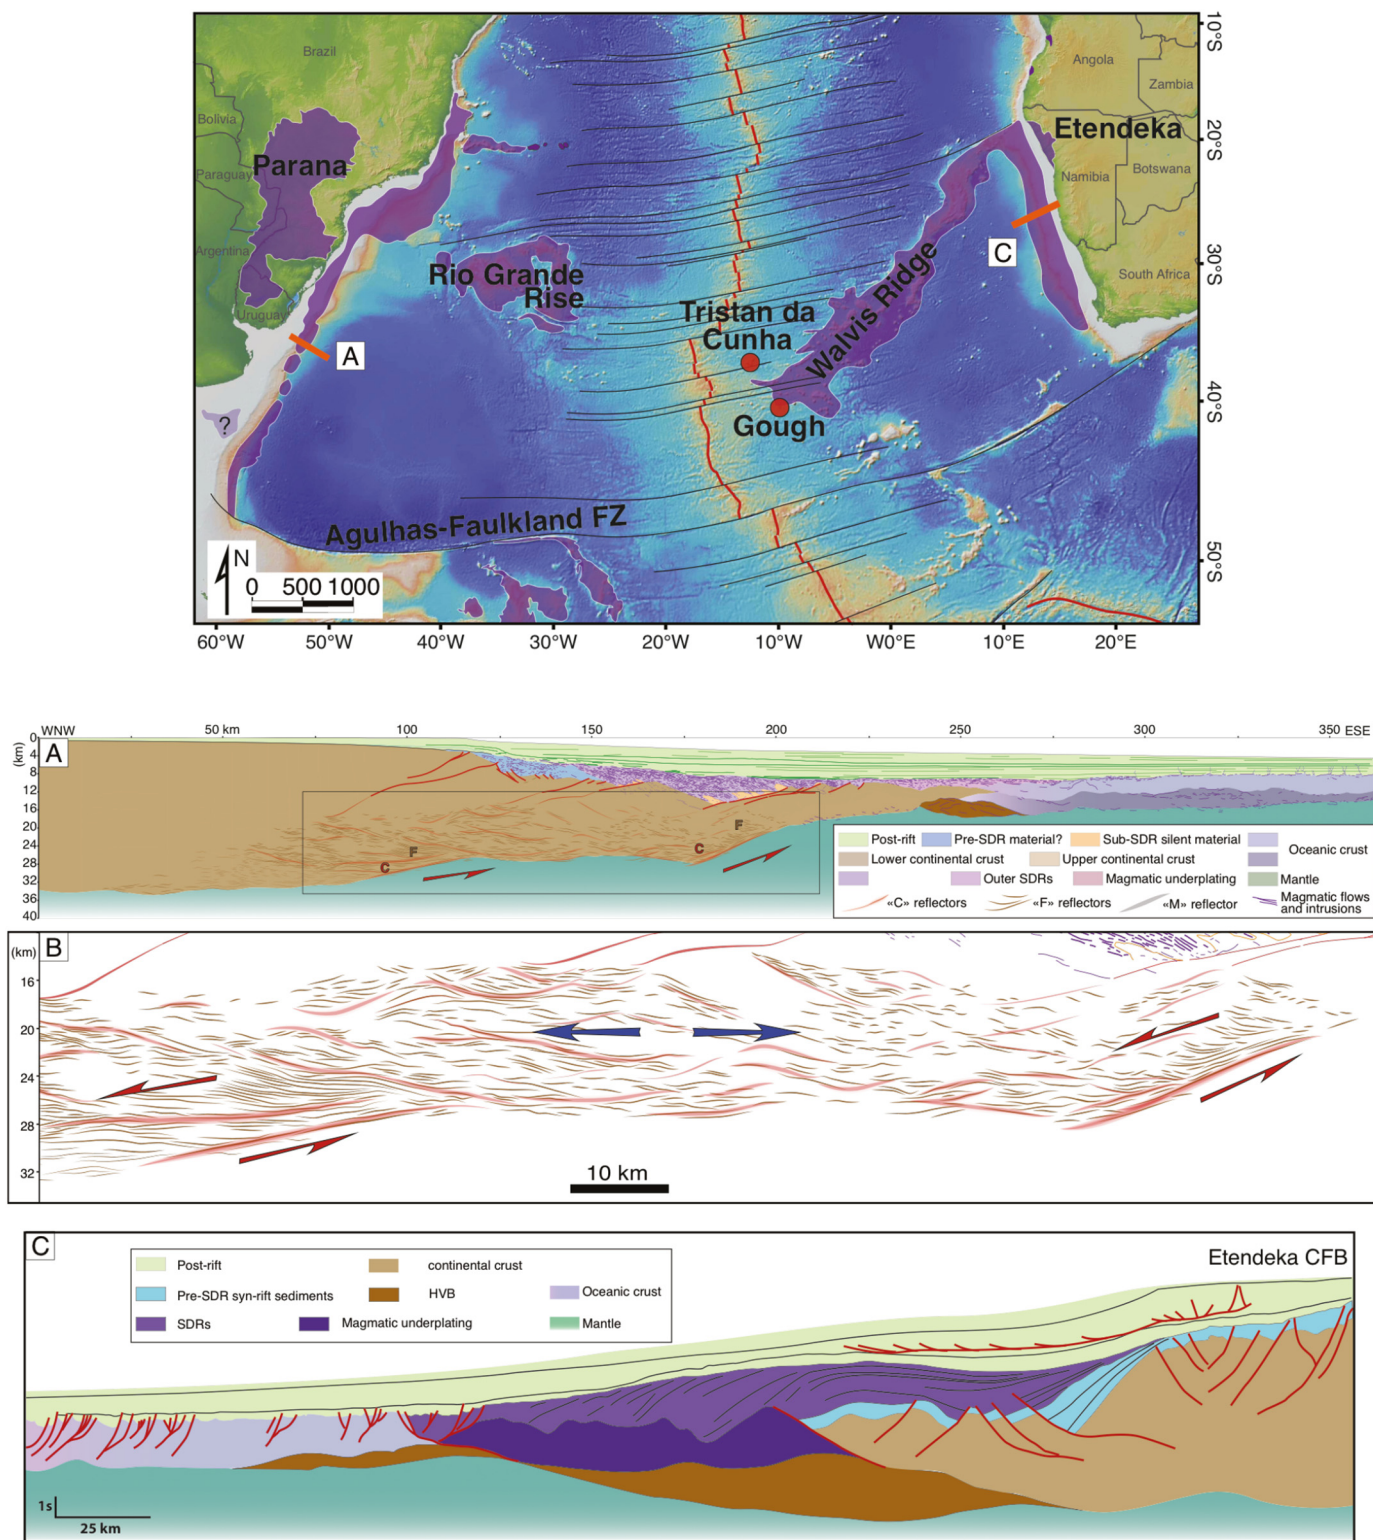 Brazil
Bolivia
Parana
Paraguay
Argentina
Uruguay
Angola
Zambia
Etendeka
Botswana
Namibia
South Africa
Rio Grande
Rise
Tristan da
Cunha
Walvis Ridge
Gough
A
C
?
Agulhas-Faulkland FZ
N
0 500 1000
10°S
20°S
30°S
40°S
50°S
60°W 50°W 40°W 30°W 20°W 10°W W0°E 10°E 20°E
WNW 50 km 100 150 200 250 300 350 ESE
A
(km)
0
4
8
12
16
20
24
28
32
36
40
F
C
F
C
Post-rift Pre-SDR material? Sub-SDR silent material
Oceanic crust
Lower continental crust Upper continental crust
Outer SDRs Magmatic underplating Mantle
«C» reflectors «F» reflectors «M» reflector Magmatic flows
and intrusions
B
(km)
16
20
24
28
32
10 km
C
Etendeka CFB
Post-rift continental crust
Pre-SDR syn-rift sediments HVB Oceanic crust
SDRs Magmatic underplating Mantle
1s
25 km